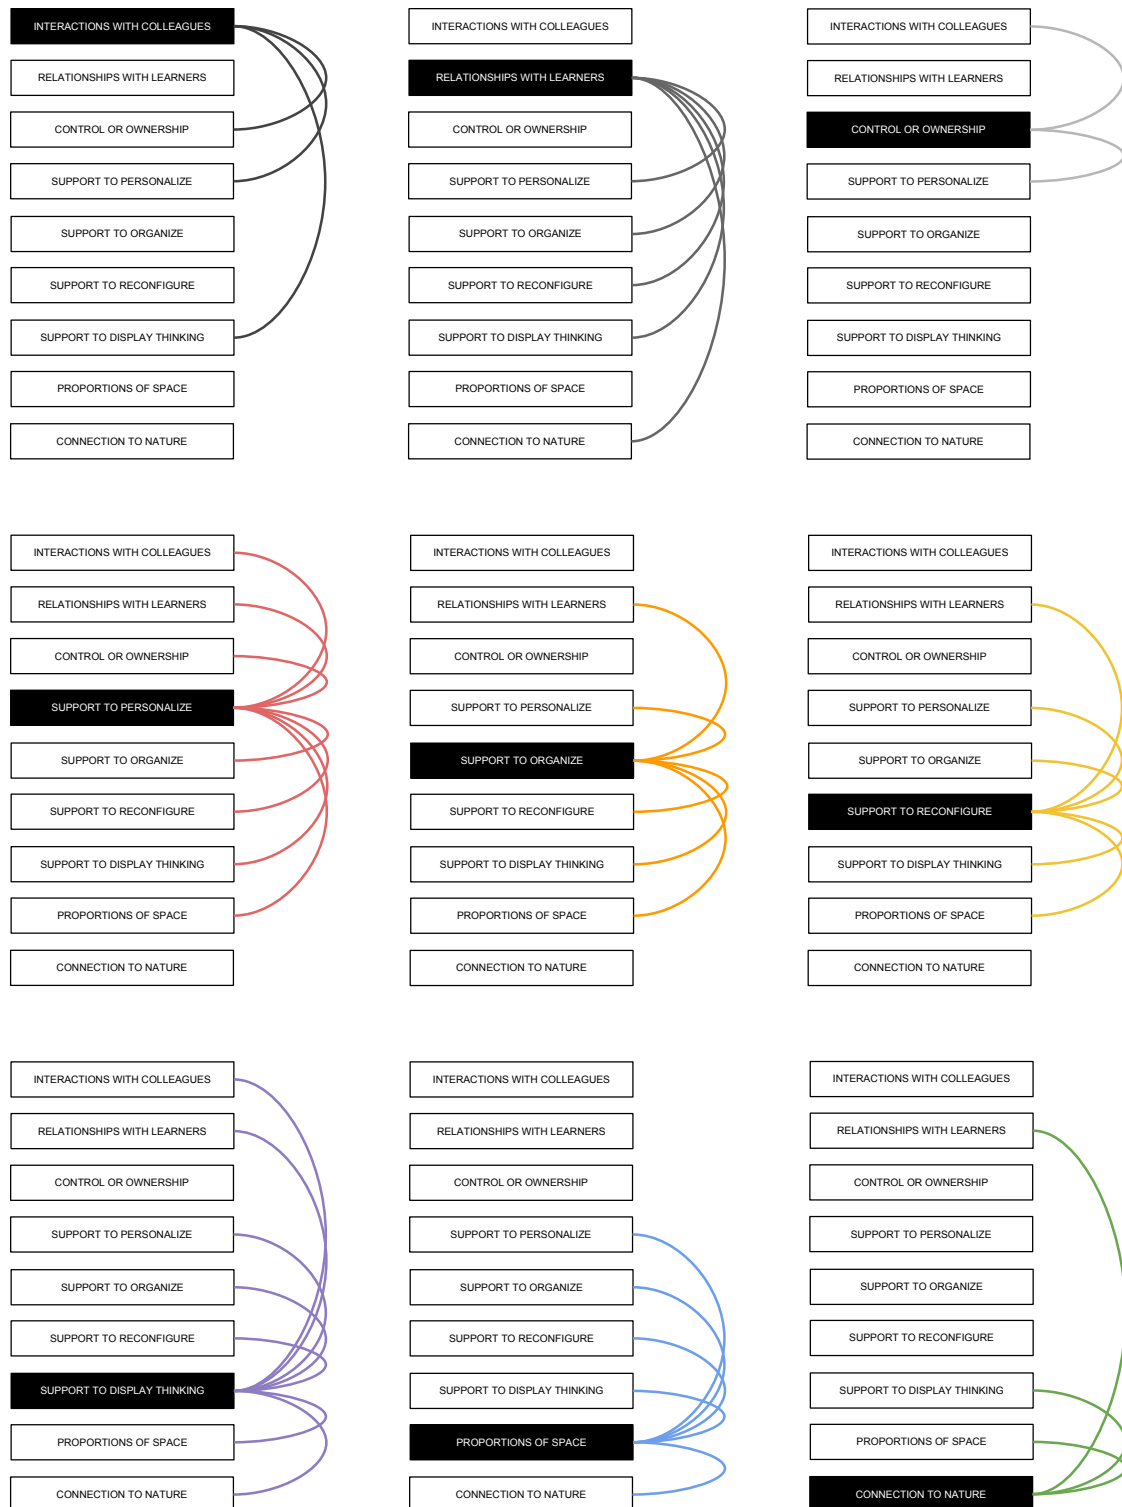 INTERACTIONS WITH COLLEAGUES
RELATIONSHIPS WITH LEARNERS
CONTROL OR OWNERSHIP
SUPPORT TO PERSONALIZE
SUPPORT TO ORGANIZE
SUPPORT TO RECONFIGURE
SUPPORT TO DISPLAY THINKING
PROPORTIONS OF SPACE
CONNECTION TO NATURE
INTERACTIONS WITH COLLEAGUES
RELATIONSHIPS WITH LEARNERS
CONTROL OR OWNERSHIP
SUPPORT TO PERSONALIZE
SUPPORT TO ORGANIZE
SUPPORT TO RECONFIGURE
SUPPORT TO DISPLAY THINKING
PROPORTIONS OF SPACE
CONNECTION TO NATURE
INTERACTIONS WITH COLLEAGUES
RELATIONSHIPS WITH LEARNERS
CONTROL OR OWNERSHIP
SUPPORT TO PERSONALIZE
SUPPORT TO ORGANIZE
SUPPORT TO RECONFIGURE
SUPPORT TO DISPLAY THINKING
PROPORTIONS OF SPACE
CONNECTION TO NATURE
INTERACTIONS WITH COLLEAGUES
RELATIONSHIPS WITH LEARNERS
CONTROL OR OWNERSHIP
SUPPORT TO PERSONALIZE
SUPPORT TO ORGANIZE
SUPPORT TO RECONFIGURE
SUPPORT TO DISPLAY THINKING
PROPORTIONS OF SPACE
CONNECTION TO NATURE
INTERACTIONS WITH COLLEAGUES
RELATIONSHIPS WITH LEARNERS
CONTROL OR OWNERSHIP
SUPPORT TO PERSONALIZE
SUPPORT TO ORGANIZE
SUPPORT TO RECONFIGURE
SUPPORT TO DISPLAY THINKING
PROPORTIONS OF SPACE
CONNECTION TO NATURE
INTERACTIONS WITH COLLEAGUES
RELATIONSHIPS WITH LEARNERS
CONTROL OR OWNERSHIP
SUPPORT TO PERSONALIZE
SUPPORT TO ORGANIZE
SUPPORT TO RECONFIGURE
SUPPORT TO DISPLAY THINKING
PROPORTIONS OF SPACE
CONNECTION TO NATURE
INTERACTIONS WITH COLLEAGUES
RELATIONSHIPS WITH LEARNERS
CONTROL OR OWNERSHIP
SUPPORT TO PERSONALIZE
SUPPORT TO ORGANIZE
SUPPORT TO RECONFIGURE
SUPPORT TO DISPLAY THINKING
PROPORTIONS OF SPACE
CONNECTION TO NATURE
INTERACTIONS WITH COLLEAGUES
RELATIONSHIPS WITH LEARNERS
CONTROL OR OWNERSHIP
SUPPORT TO PERSONALIZE
SUPPORT TO ORGANIZE
SUPPORT TO RECONFIGURE
SUPPORT TO DISPLAY THINKING
PROPORTIONS OF SPACE
CONNECTION TO NATURE
INTERACTIONS WITH COLLEAGUES
RELATIONSHIPS WITH LEARNERS
CONTROL OR OWNERSHIP
SUPPORT TO PERSONALIZE
SUPPORT TO ORGANIZE
SUPPORT TO RECONFIGURE
SUPPORT TO DISPLAY THINKING
PROPORTIONS OF SPACE
CONNECTION TO NATURE